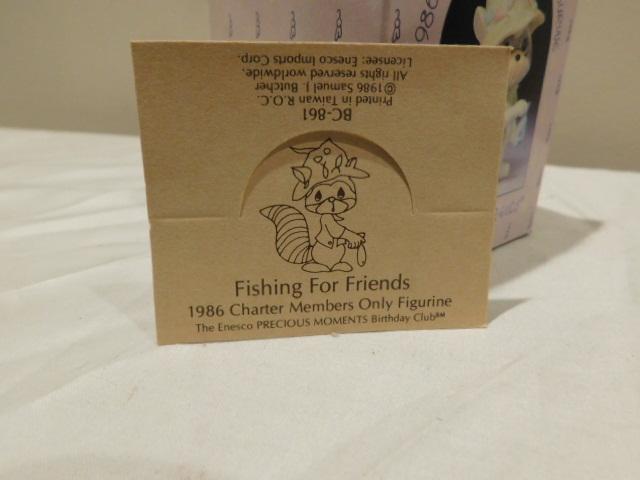 Licensee: Enesco Imports Corp.
All rights reserved worldwide.
©1986 Samuel J. Butcher
Printed in Taiwan R.O.C.
BC-861
Fishing For Friends
1986 Charter Members Only Figurine
The Enesco PRECIOUS MOMENTS Birthday Club℠